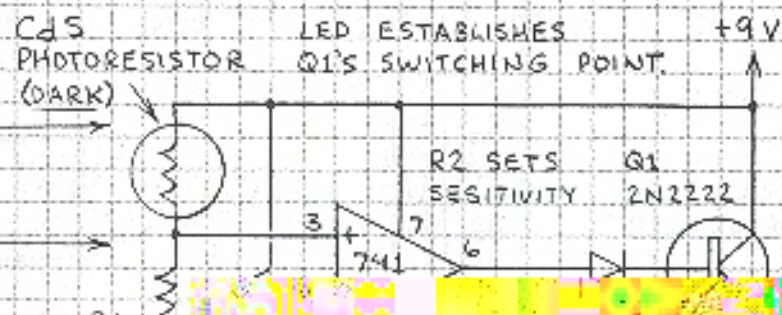 CdS
PHOTORESISTOR
(DARK)
LED ESTABLISHES
Q1'S SWITCHING POINT.
+9V
R2 SETS
SESITIVITY
Q1
2N2222
3
+
7
741
6